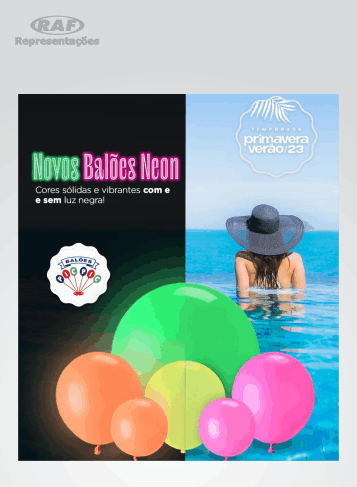 RAF
Representações
TEMPORADA
primavera
verão/23
Novos Balões Neon
Cores sólidas e vibrantes com e
e sem luz negra!
BALÕES
PIC PIC